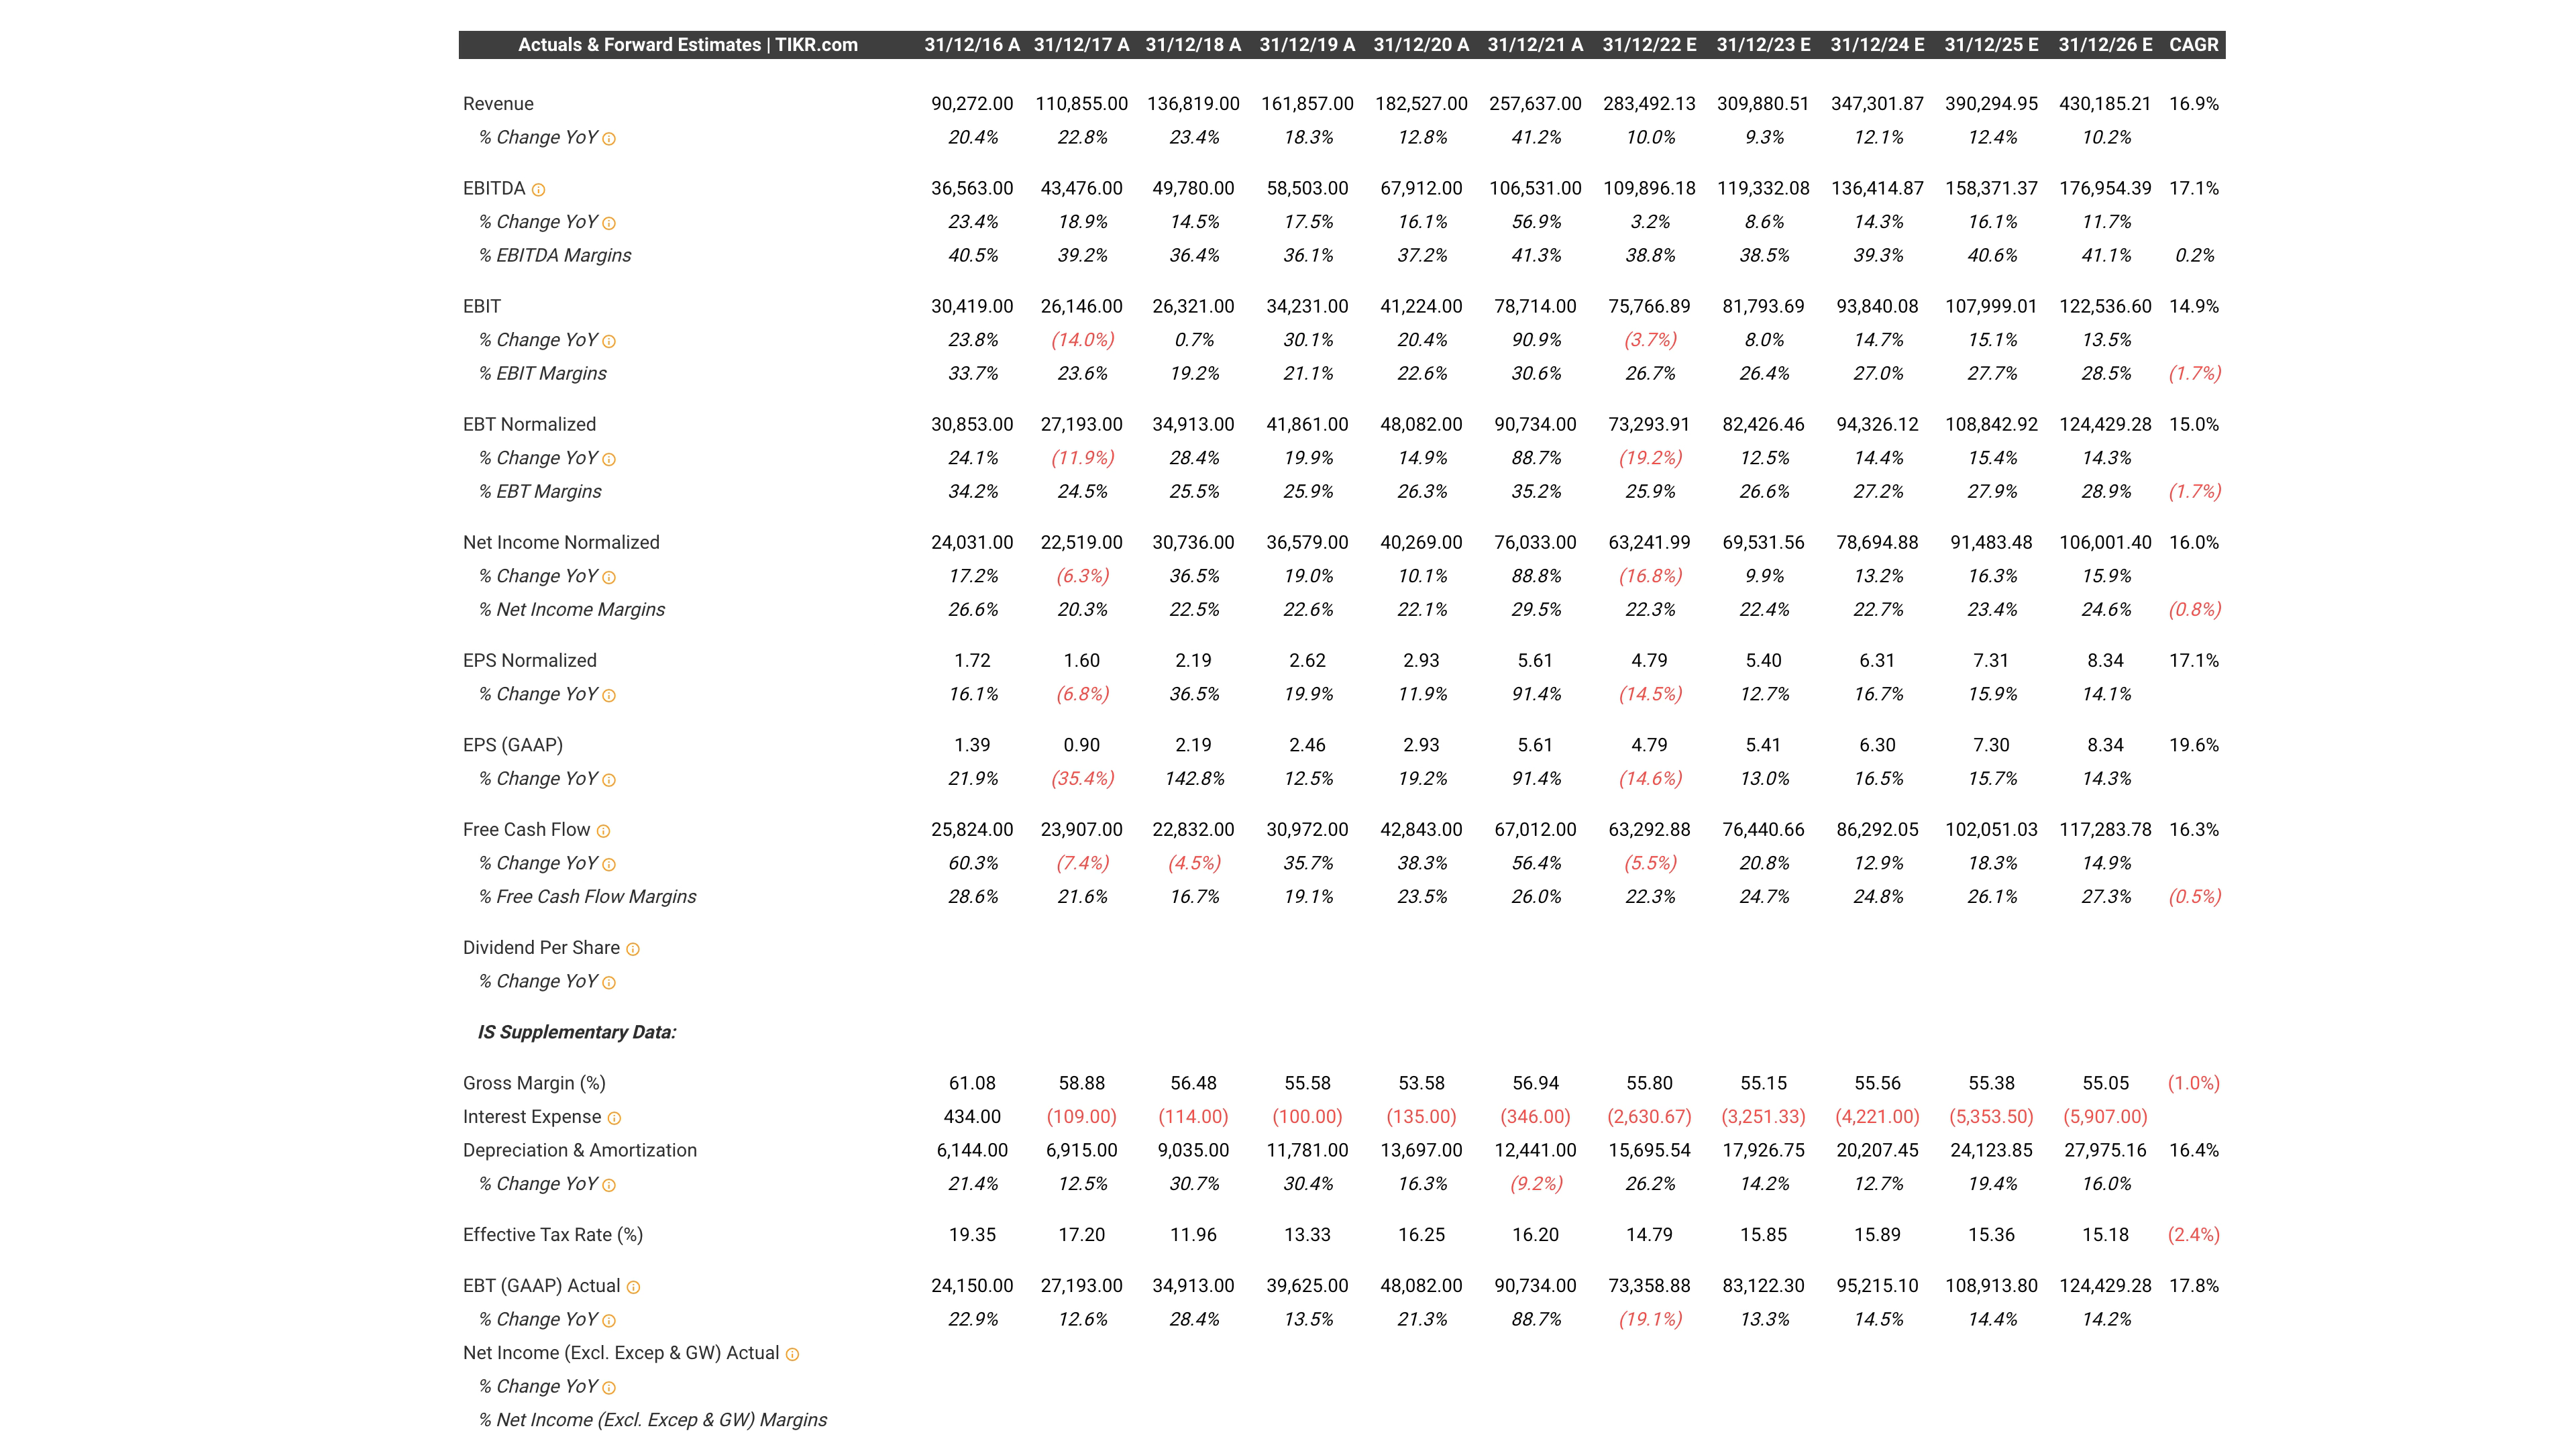 Actuals & Forward Estimates | TIKR.com 31/12/16 A 31/12/17 A 31/12/18 A 31/12/19 A 31/12/20 A 31/12/21 A 31/12/22 E 31/12/23 E 31/12/24 E 31/12/25 E 31/12/26 E CAGR
Revenue 90,272.00 110,855.00 136,819.00 161,857.00 182,527.00 257,637.00 283,492.13 309,880.51 347,301.87 390,294.95 430,185.21 16.9%
% Change YoY 20.4% 22.8% 23.4% 18.3% 12.8% 41.2% 10.0% 9.3% 12.1% 12.4% 10.2%
EBITDA 36,563.00 43,476.00 49,780.00 58,503.00 67,912.00 106,531.00 109,896.18 119,332.08 136,414.87 158,371.37 176,954.39 17.1%
% Change YoY 23.4% 18.9% 14.5% 17.5% 16.1% 56.9% 3.2% 8.6% 14.3% 16.1% 11.7%
% EBITDA Margins 40.5% 39.2% 36.4% 36.1% 37.2% 41.3% 38.8% 38.5% 39.3% 40.6% 41.1% 0.2%
EBIT 30,419.00 26,146.00 26,321.00 34,231.00 41,224.00 78,714.00 75,766.89 81,793.69 93,840.08 107,999.01 122,536.60 14.9%
% Change YoY 23.8% (14.0%) 0.7% 30.1% 20.4% 90.9% (3.7%) 8.0% 14.7% 15.1% 13.5%
% EBIT Margins 33.7% 23.6% 19.2% 21.1% 22.6% 30.6% 26.7% 26.4% 27.0% 27.7% 28.5% (1.7%)
EBT Normalized 30,853.00 27,193.00 34,913.00 41,861.00 48,082.00 90,734.00 73,293.91 82,426.46 94,326.12 108,842.92 124,429.28 15.0%
% Change YoY 24.1% (11.9%) 28.4% 19.9% 14.9% 88.7% (19.2%) 12.5% 14.4% 15.4% 14.3%
% EBT Margins 34.2% 24.5% 25.5% 25.9% 26.3% 35.2% 25.9% 26.6% 27.2% 27.9% 28.9% (1.7%)
Net Income Normalized 24,031.00 22,519.00 30,736.00 36,579.00 40,269.00 76,033.00 63,241.99 69,531.56 78,694.88 91,483.48 106,001.40 16.0%
% Change YoY 17.2% (6.3%) 36.5% 19.0% 10.1% 88.8% (16.8%) 9.9% 13.2% 16.3% 15.9%
% Net Income Margins 26.6% 20.3% 22.5% 22.6% 22.1% 29.5% 22.3% 22.4% 22.7% 23.4% 24.6% (0.8%)
EPS Normalized 1.72 1.60 2.19 2.62 2.93 5.61 4.79 5.40 6.31 7.31 8.34 17.1%
% Change YoY 16.1% (6.8%) 36.5% 19.9% 11.9% 91.4% (14.5%) 12.7% 16.7% 15.9% 14.1%
EPS (GAAP) 1.39 0.90 2.19 2.46 2.93 5.61 4.79 5.41 6.30 7.30 8.34 19.6%
% Change YoY 21.9% (35.4%) 142.8% 12.5% 19.2% 91.4% (14.6%) 13.0% 16.5% 15.7% 14.3%
Free Cash Flow 25,824.00 23,907.00 22,832.00 30,972.00 42,843.00 67,012.00 63,292.88 76,440.66 86,292.05 102,051.03 117,283.78 16.3%
% Change YoY 60.3% (7.4%) (4.5%) 35.7% 38.3% 56.4% (5.5%) 20.8% 12.9% 18.3% 14.9%
% Free Cash Flow Margins 28.6% 21.6% 16.7% 19.1% 23.5% 26.0% 22.3% 24.7% 24.8% 26.1% 27.3% (0.5%)
Dividend Per Share
% Change YoY
IS Supplementary Data:
Gross Margin (%) 61.08 58.88 56.48 55.58 53.58 56.94 55.80 55.15 55.56 55.38 55.05 (1.0%)
Interest Expense 434.00 (109.00) (114.00) (100.00) (135.00) (346.00) (2,630.67) (3,251.33) (4,221.00) (5,353.50) (5,907.00)
Depreciation & Amortization 6,144.00 6,915.00 9,035.00 11,781.00 13,697.00 12,441.00 15,695.54 17,926.75 20,207.45 24,123.85 27,975.16 16.4%
% Change YoY 21.4% 12.5% 30.7% 30.4% 16.3% (9.2%) 26.2% 14.2% 12.7% 19.4% 16.0%
Effective Tax Rate (%) 19.35 17.20 11.96 13.33 16.25 16.20 14.79 15.85 15.89 15.36 15.18 (2.4%)
EBT (GAAP) Actual 24,150.00 27,193.00 34,913.00 39,625.00 48,082.00 90,734.00 73,358.88 83,122.30 95,215.10 108,913.80 124,429.28 17.8%
% Change YoY 22.9% 12.6% 28.4% 13.5% 21.3% 88.7% (19.1%) 13.3% 14.5% 14.4% 14.2%
Net Income (Excl. Excep & GW) Actual
% Change YoY
% Net Income (Excl. Excep & GW) Margins